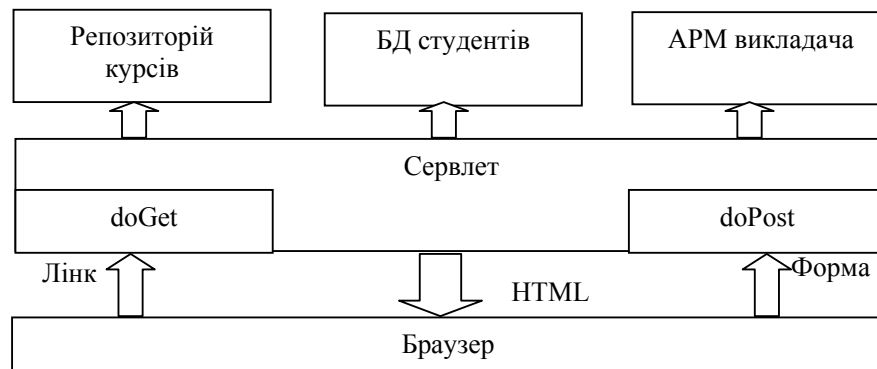 Репозиторій
курсів
БД студентів
АРМ викладача
Сервлет
doGet
doPost
Лінк
HTML
Форма
Браузер